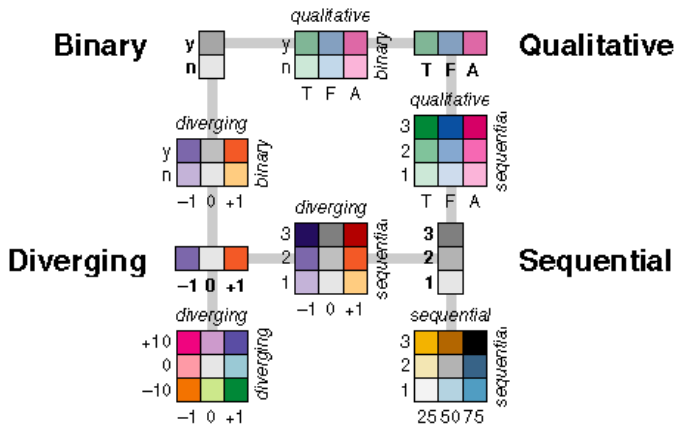 qualitative
Binary
y
n
y
n
T F A
binary
T F A
Qualitative
diverging
y
n
−1 0 +1
binary
qualitative
3
2
1
T F A
sequential
Diverging
−1 0 +1
diverging
3
2
1
−1 0 +1
sequential
3
2
1
Sequential
diverging
+10
0
−10
−1 0 +1
diverging
sequential
3
2
1
25 50 75
sequential